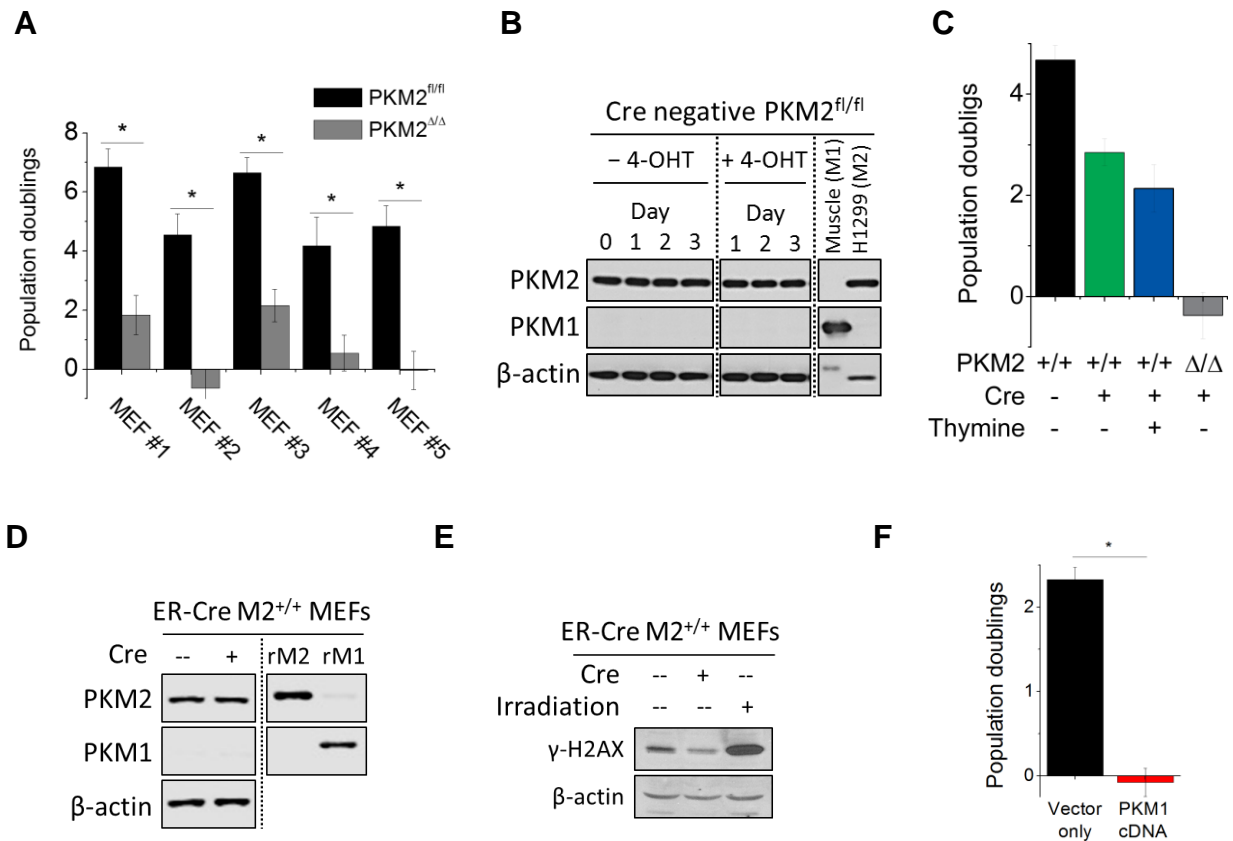 A
PKM2fl/fl
PKM2Δ/Δ
Population doublings
8
6
4
2
0
* * * * *
MEF #1 MEF #2 MEF #3 MEF #4 MEF #5
B
Cre negative PKM2fl/fl
– 4-OHT + 4-OHT
Muscle (M1)
H1299 (M2)
Day Day
0 1 2 3 1 2 3
PKM2
PKM1
β-actin
C
Population doubligs
4
2
0
PKM2 +/+ +/+ +/+ Δ/Δ
Cre - + + +
Thymine - - + -
D
ER-Cre M2+/+ MEFs
Cre -- + rM2 rM1
PKM2
PKM1
β-actin
E
ER-Cre M2+/+ MEFs
Cre -- + --
Irradiation -- -- +
γ-H2AX
β-actin
F
*
Population doublings
2
1
0
Vector only
PKM1 cDNA